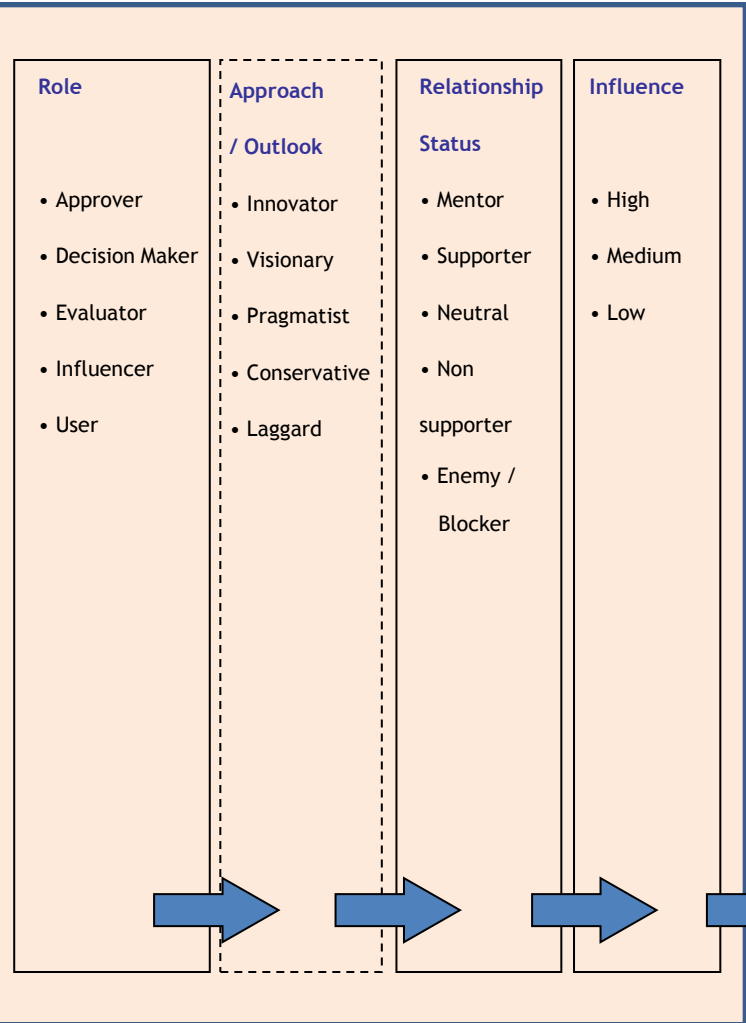 Role
• Approver
• Decision Maker
• Evaluator
• Influencer
• User
Approach
/ Outlook
• Innovator
• Visionary
• Pragmatist
• Conservative
• Laggard
Relationship
Status
• Mentor
• Supporter
• Neutral
• Non
supporter
• Enemy /
Blocker
Influence
• High
• Medium
• Low